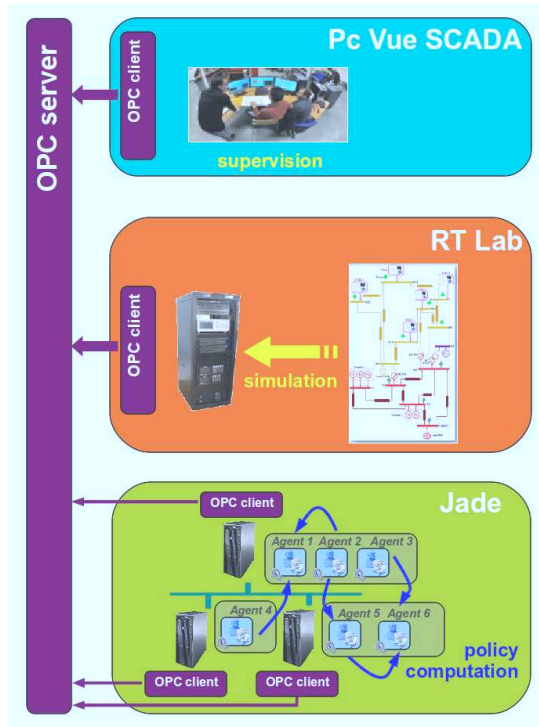 OPC server
Pc Vue SCADA
OPC client
supervision
RT Lab
OPC client
simulation
Jade
OPC client
Agent 1 Agent 2 Agent 3
Agent 4
Agent 5 Agent 6
policy
computation
OPC client
OPC client